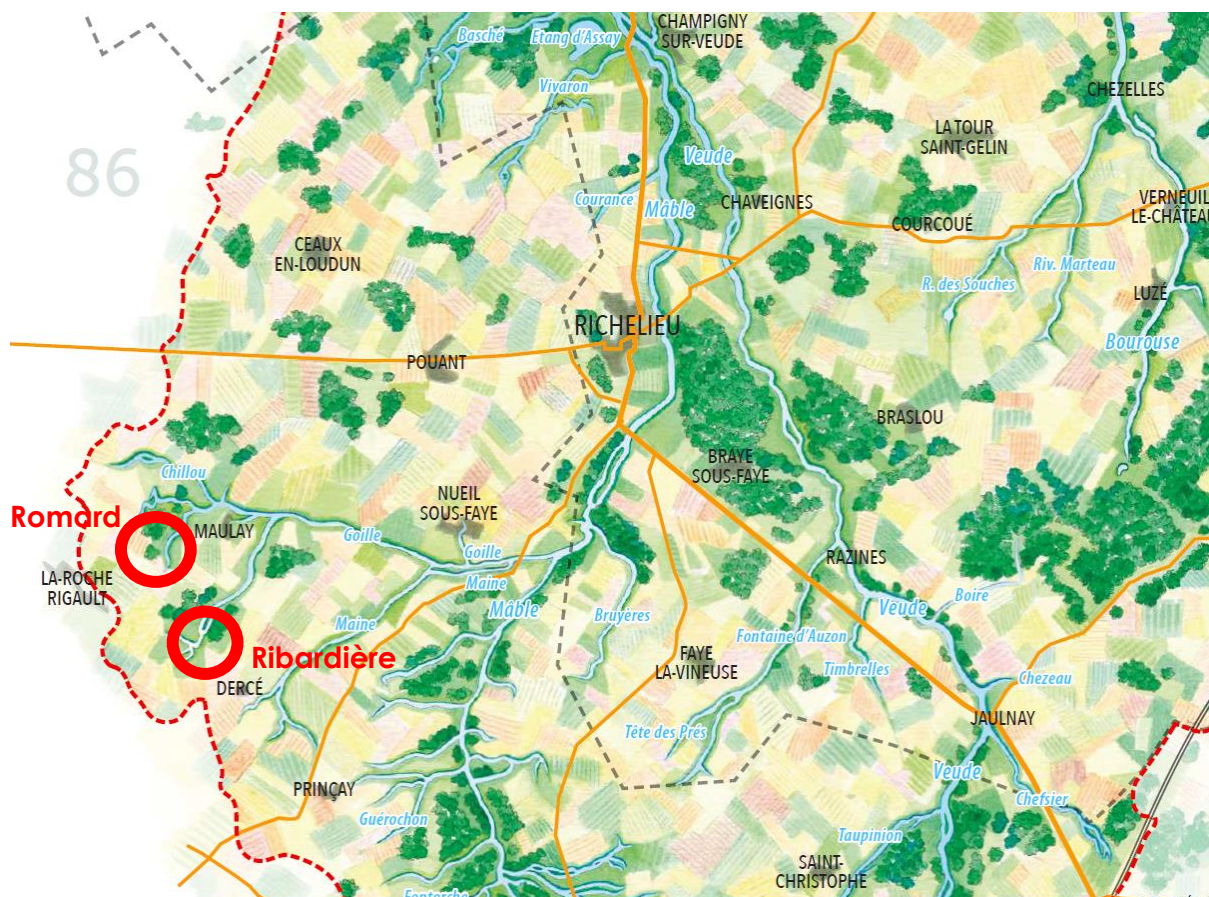 CHAMPIGNY
SUR-VEUDE
Basché
Etang d'Assay
Vivaron
CHEZELLES
LA TOUR
SAINT-GELIN
86
Veude
Courance
Mâble
CHAVEIGNES
VERNEUIL
LE-CHÂTEAU
COURCOUÉ
CEAUX
EN-LOUDUN
Riv. Marteau
R. des Souches
LUZÉ
RICHELIEU
Bourouse
POUANT
BRASLOU
BRAYE
SOUS-FAYE
Chillou
NUEIL
SOUS-FAYE
Romard
MAULAY
Goille
Goille
RAZINES
LA-ROCHE
RIGAULT
Maine
Boire
Mâble
Bruyères
Veude
Maine
Fontaine d'Auzon
Ribardière
FAYE
LA-VINEUSE
Timbrelles
Chezeau
DERCÉ
JAULNAY
Tête des Prés
Veude
PRINÇAY
Chefsier
Guérochon
Taupinion
SAINT-
CHRISTOPHE